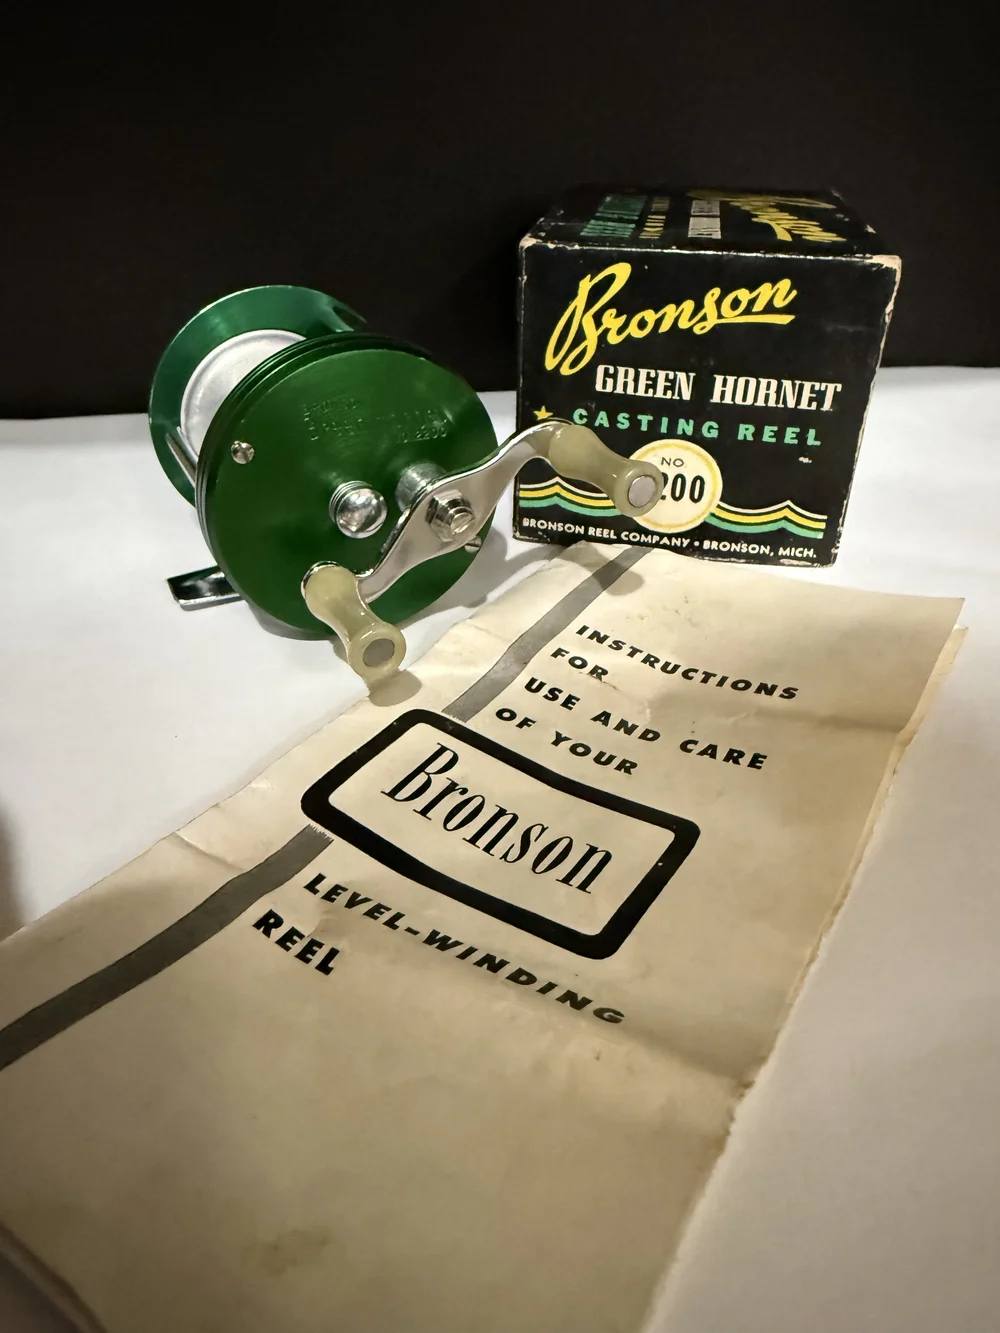 Bronson
GREEN HORNET
CASTING REEL
NO.
200
BRONSON REEL COMPANY • BRONSON, MICH.
INSTRUCTIONS
FOR
USE AND CARE
OF YOUR
Bronson
LEVEL-WINDING
REEL